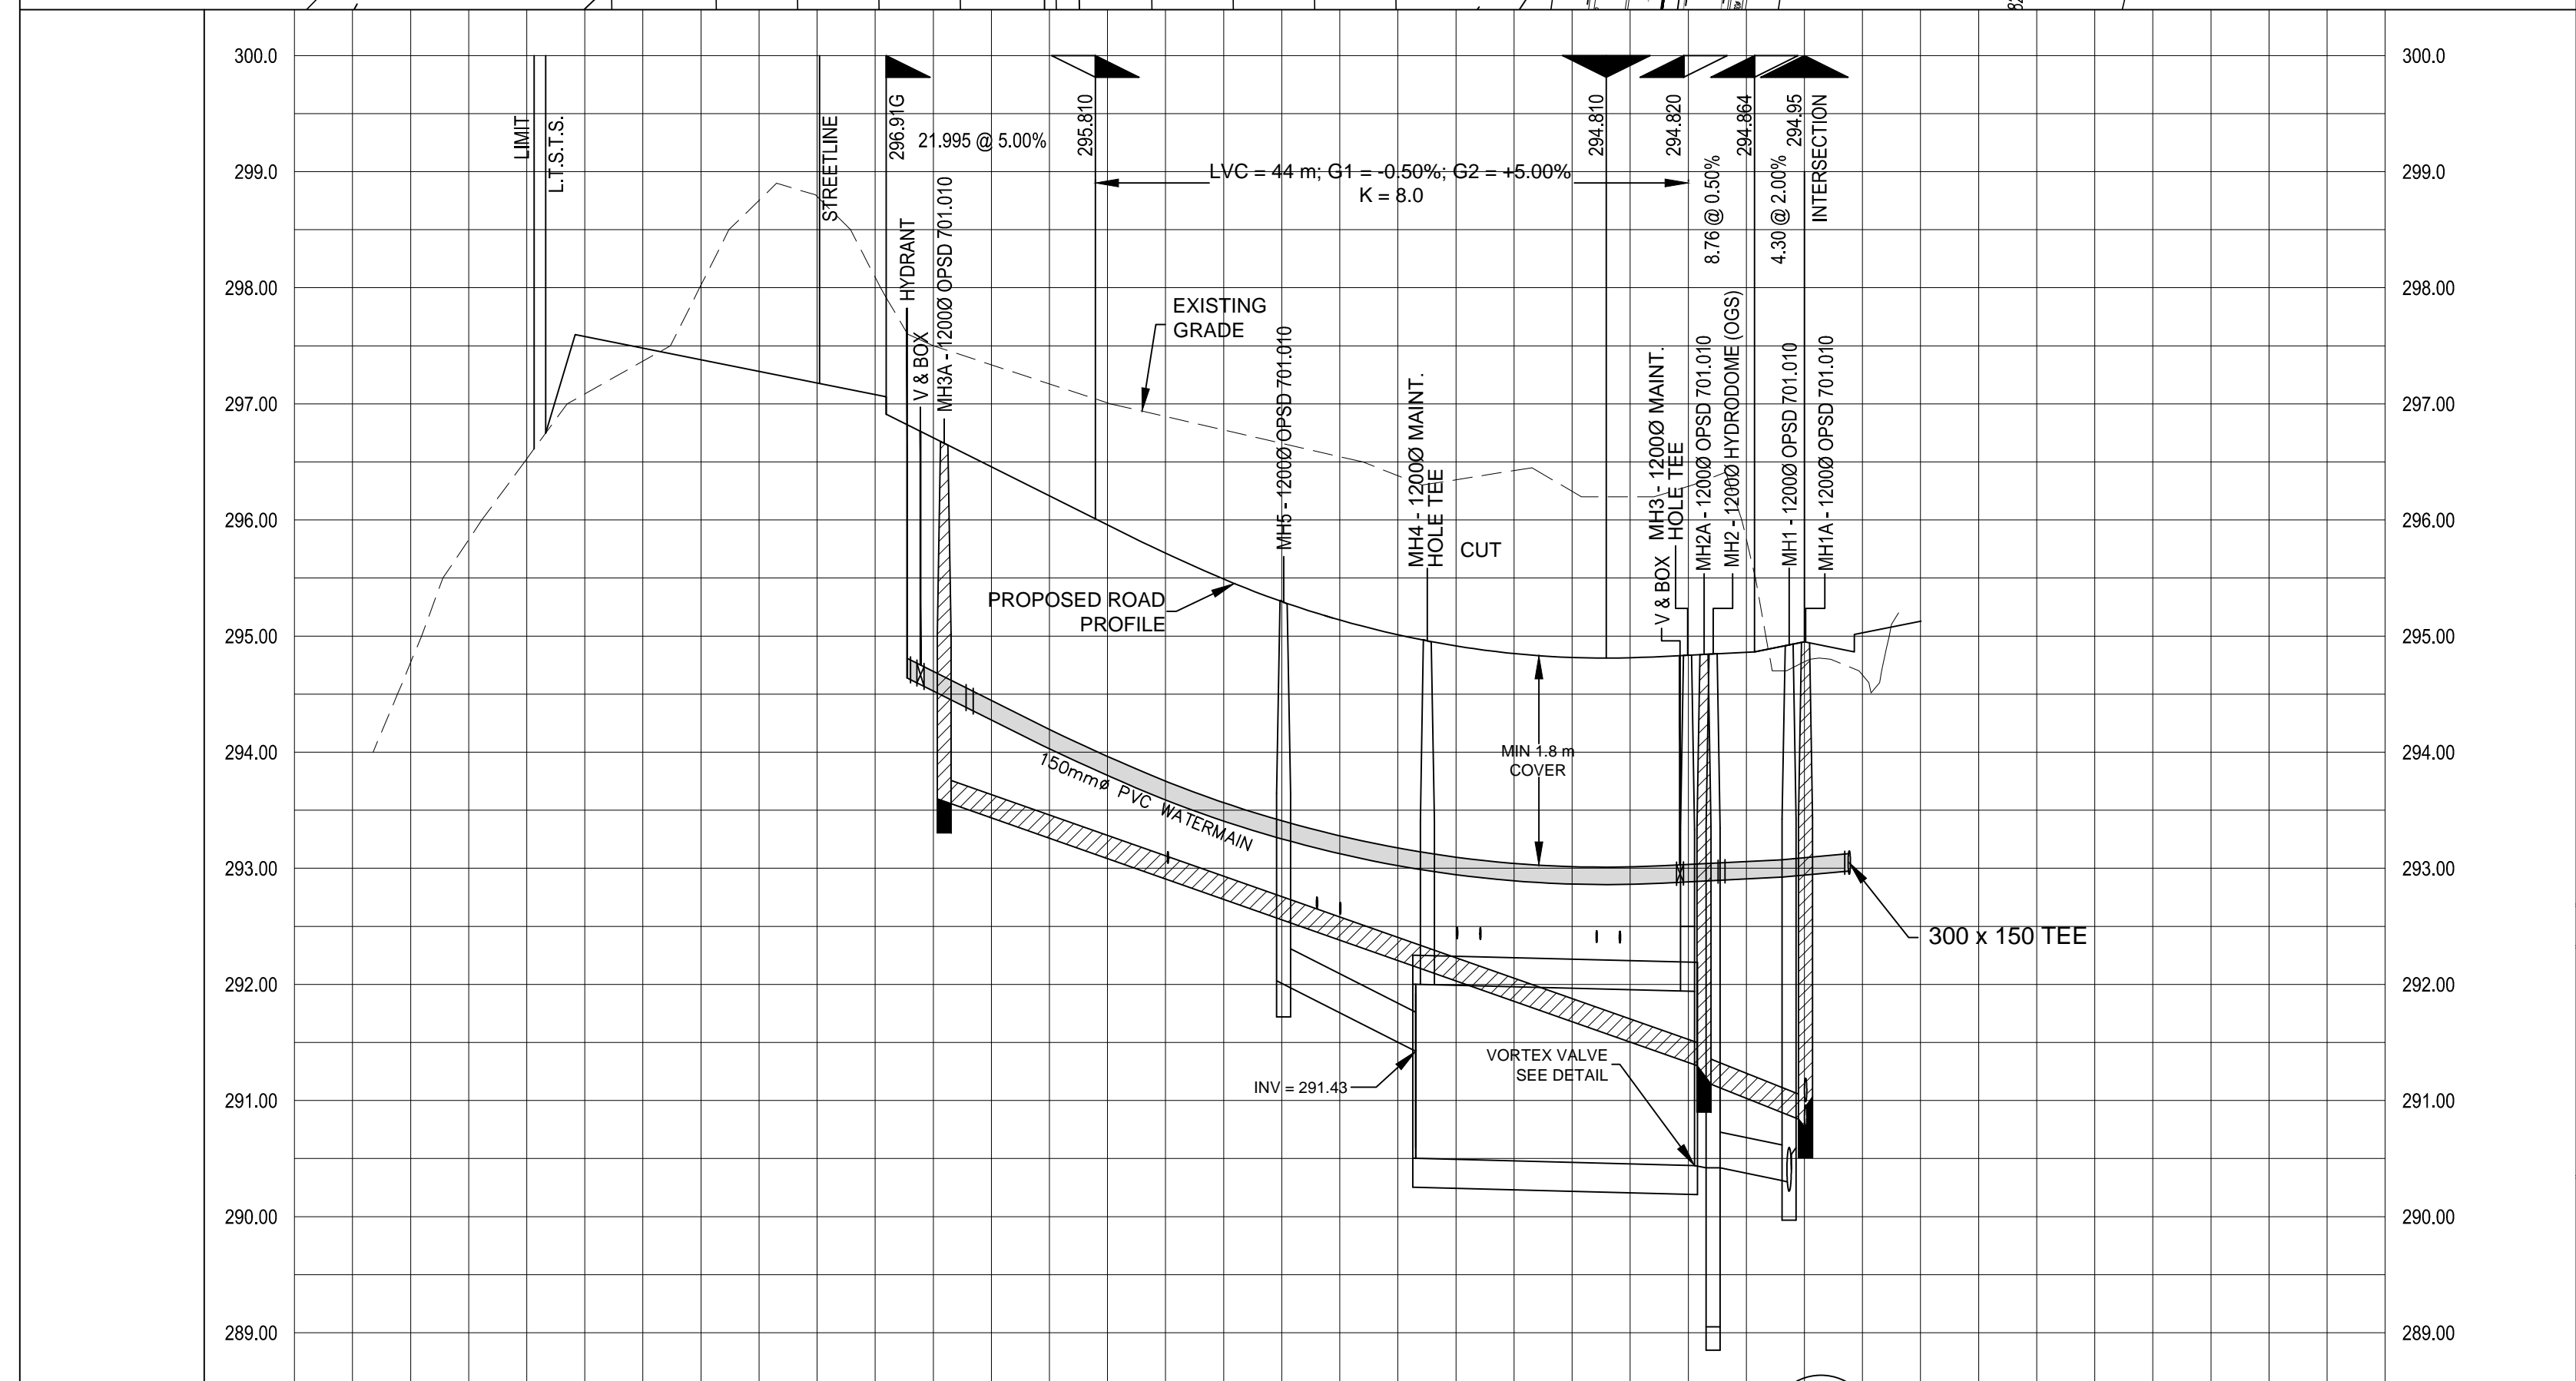 300.0
299.0
298.00
297.00
296.00
295.00
294.00
293.00
292.00
291.00
290.00
289.00
LIMIT
L.T.S.T.S.
STREETLINE
296.91G
21.995 @ 5.00%
295.810
LVC = 44 m; G1 = -0.50%; G2 = +5.00%
K = 8.0
294.810
294.820
8.76 @ 0.50%
294.864
4.30 @ 2.00%
294.95
INTERSECTION
HYDRANT
V & BOX
MH3A - 1200Ø OPSD 701.010
EXISTING
GRADE
MH5 - 1200Ø OPSD 701.010
MH4 - 1200Ø MAINT.
HOLE TEE
CUT
V & BOX
MH3 - 1200Ø MAINT.
HOLE TEE
MH2A - 1200Ø OPSD 701.010
MH2 - 1200Ø HYDRODOME (OGS)
MH1 - 1200Ø OPSD 701.010
MH1A - 1200Ø OPSD 701.010
PROPOSED ROAD
PROFILE
MIN 1.8 m
COVER
150mmø PVC WATERMAIN
300 x 150 TEE
VORTEX VALVE
SEE DETAIL
INV = 291.43
300.0
299.0
298.00
297.00
296.00
295.00
294.00
293.00
292.00
291.00
290.00
289.00